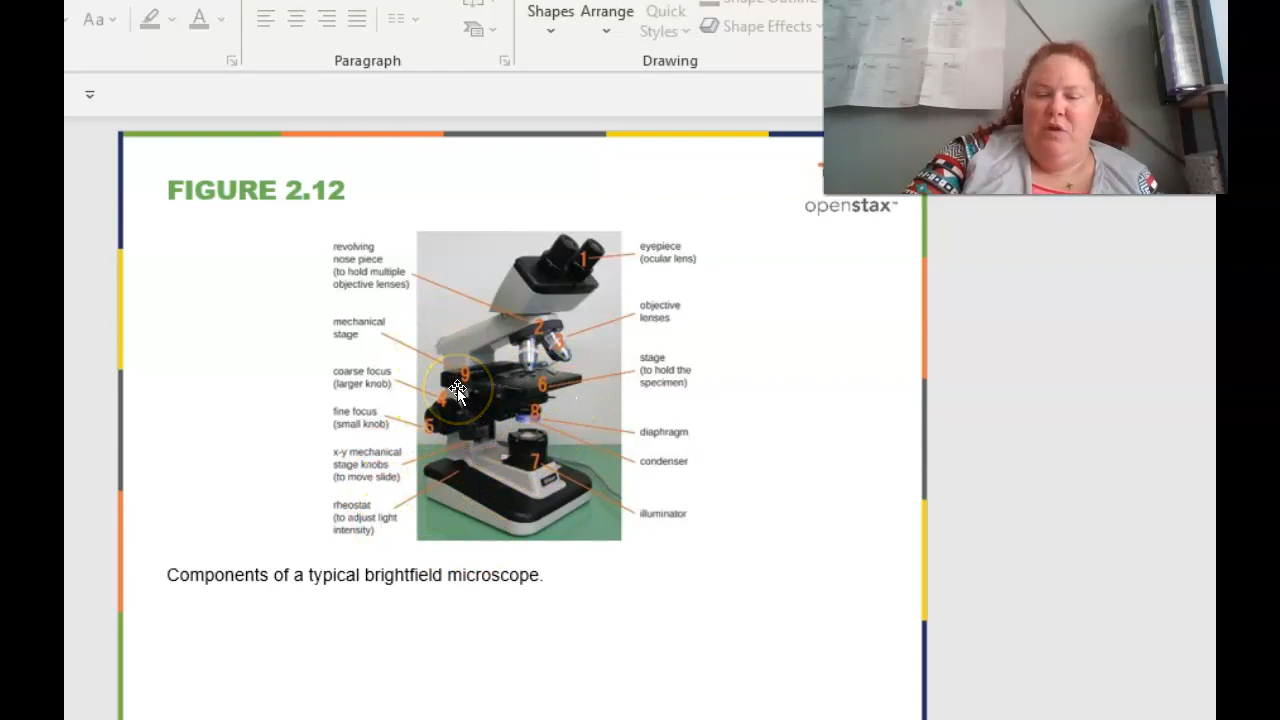 Aa
A
Shapes Arrange
Quick
Styles
Shape Effects
Paragraph
Drawing
FIGURE 2.12
openstax™
revolving
nose piece
(to hold multiple
objective lenses)
mechanical
stage
coarse focus
(larger knob)
fine focus
(small knob)
x-y mechanical
stage knobs
(to move slide)
rheostat
(to adjust light
intensity)
1
2
3
9
4
6
5
8
7
eyepiece
(ocular lens)
objective
lenses
stage
(to hold the
specimen)
diaphragm
condenser
illuminator
Components of a typical brightfield microscope.